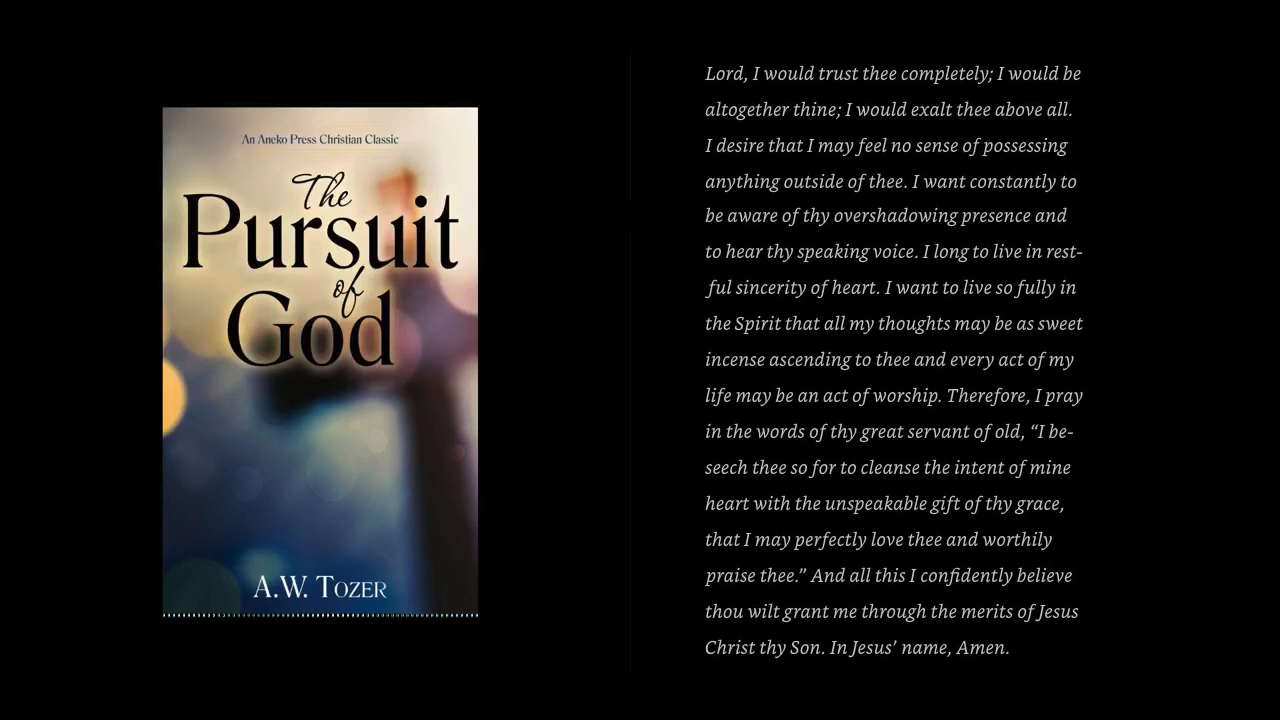 An Aneko Press Christian Classic
The
Pursuit
of
God
A.W. Tozer
Lord, I would trust thee completely; I would be
altogether thine; I would exalt thee above all.
I desire that I may feel no sense of possessing
anything outside of thee. I want constantly to
be aware of thy overshadowing presence and
to hear thy speaking voice. I long to live in rest-
ful sincerity of heart. I want to live so fully in
the Spirit that all my thoughts may be as sweet
incense ascending to thee and every act of my
life may be an act of worship. Therefore, I pray
in the words of thy great servant of old, “I be-
seech thee so for to cleanse the intent of mine
heart with the unspeakable gift of thy grace,
that I may perfectly love thee and worthily
praise thee.” And all this I confidently believe
thou wilt grant me through the merits of Jesus
Christ thy Son. In Jesus’ name, Amen.